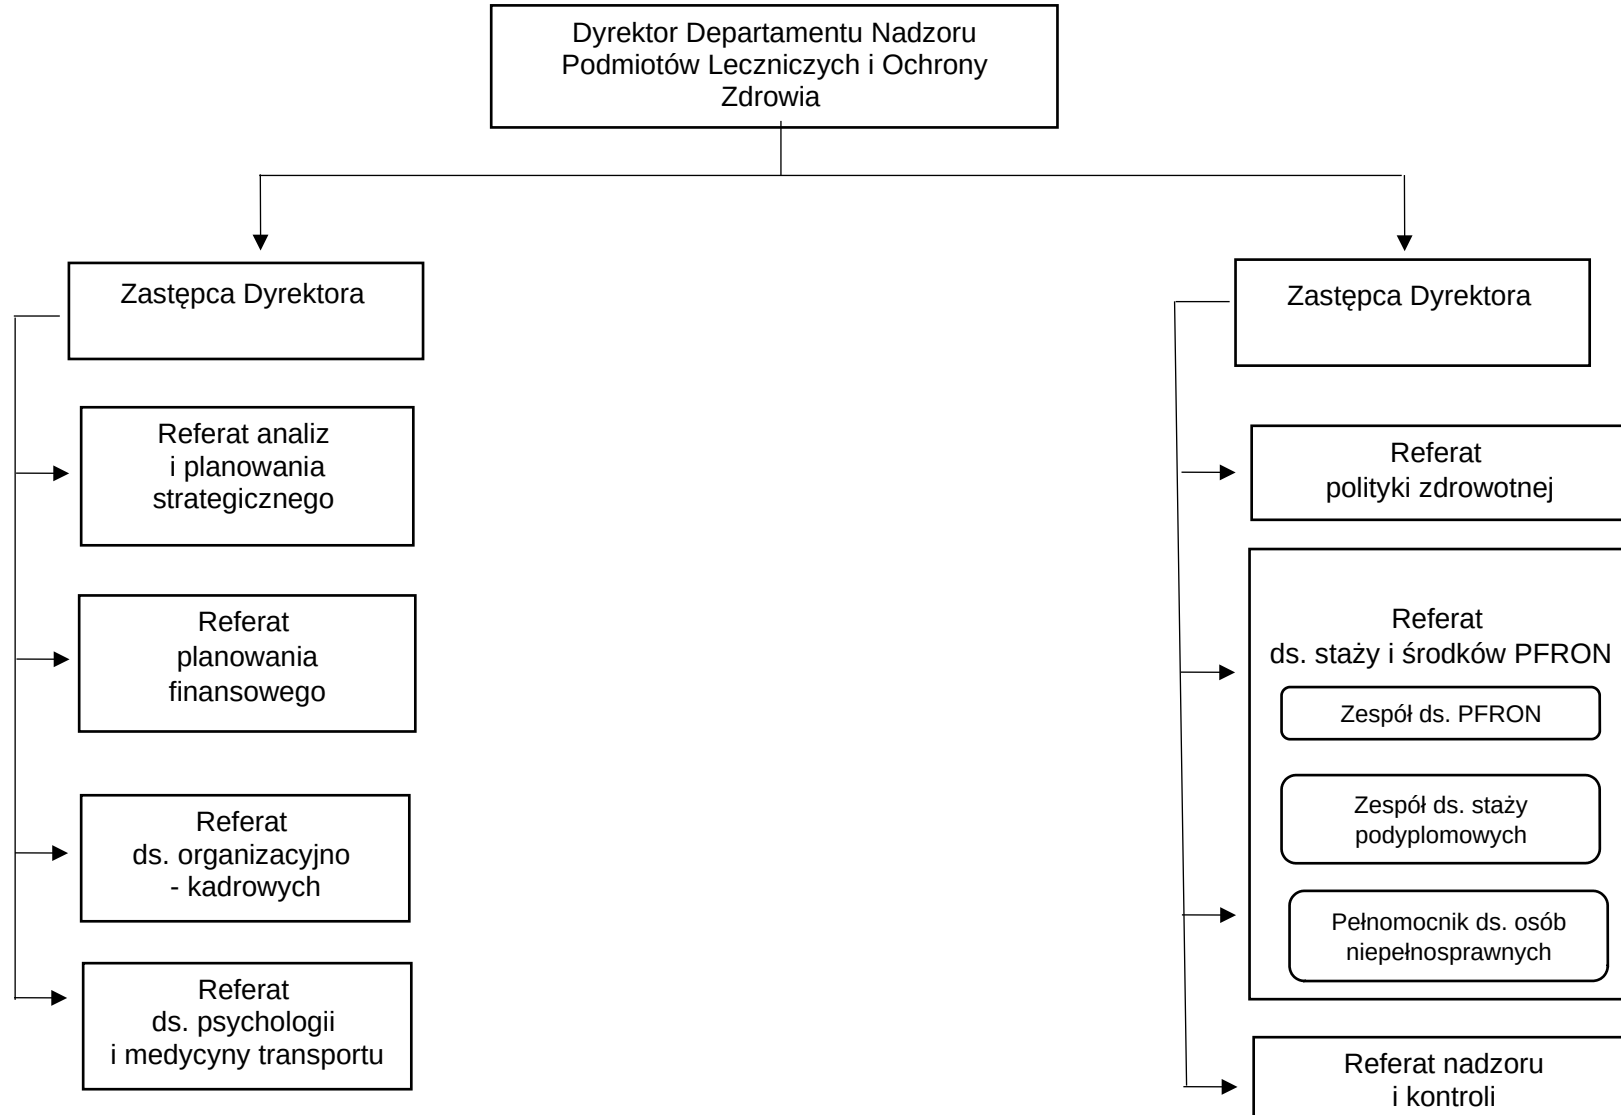 Dyrektor Departamentu Nadzoru
Podmiotów Leczniczych i Ochrony
Zdrowia
Zastępca Dyrektora
Referat analiz
i planowania
strategicznego
Referat
planowania
finansowego
Referat
ds. organizacyjno
- kadrowych
Referat
ds. psychologii
i medycyny transportu
Zastępca Dyrektora
Referat
polityki zdrowotnej
Referat
ds. staży i środków PFRON
Zespół ds. PFRON
Zespół ds. staży
podyplomowych
Pełnomocnik ds. osób
niepełnosprawnych
Referat nadzoru
i kontroli